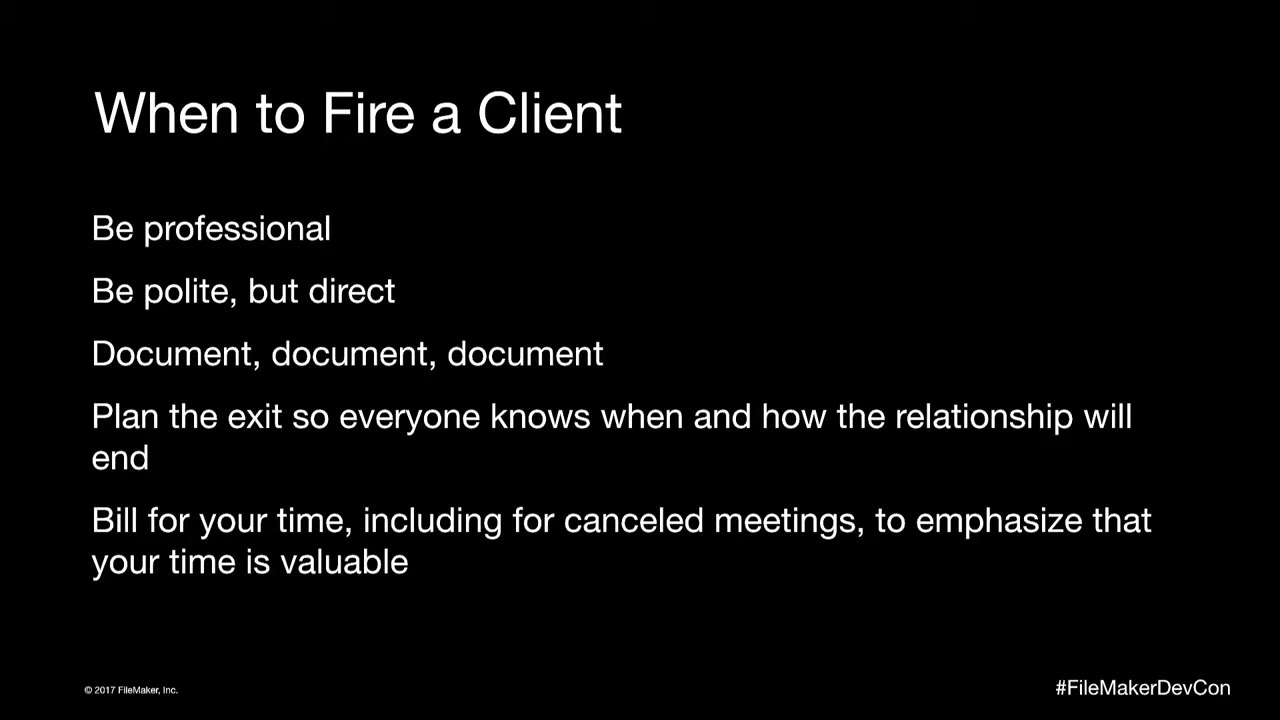 When to Fire a Client
Be professional
Be polite, but direct
Document, document, document
Plan the exit so everyone knows when and how the relationship will
end
Bill for your time, including for canceled meetings, to emphasize that
your time is valuable
© 2017 FileMaker, Inc.
#FileMakerDevCon